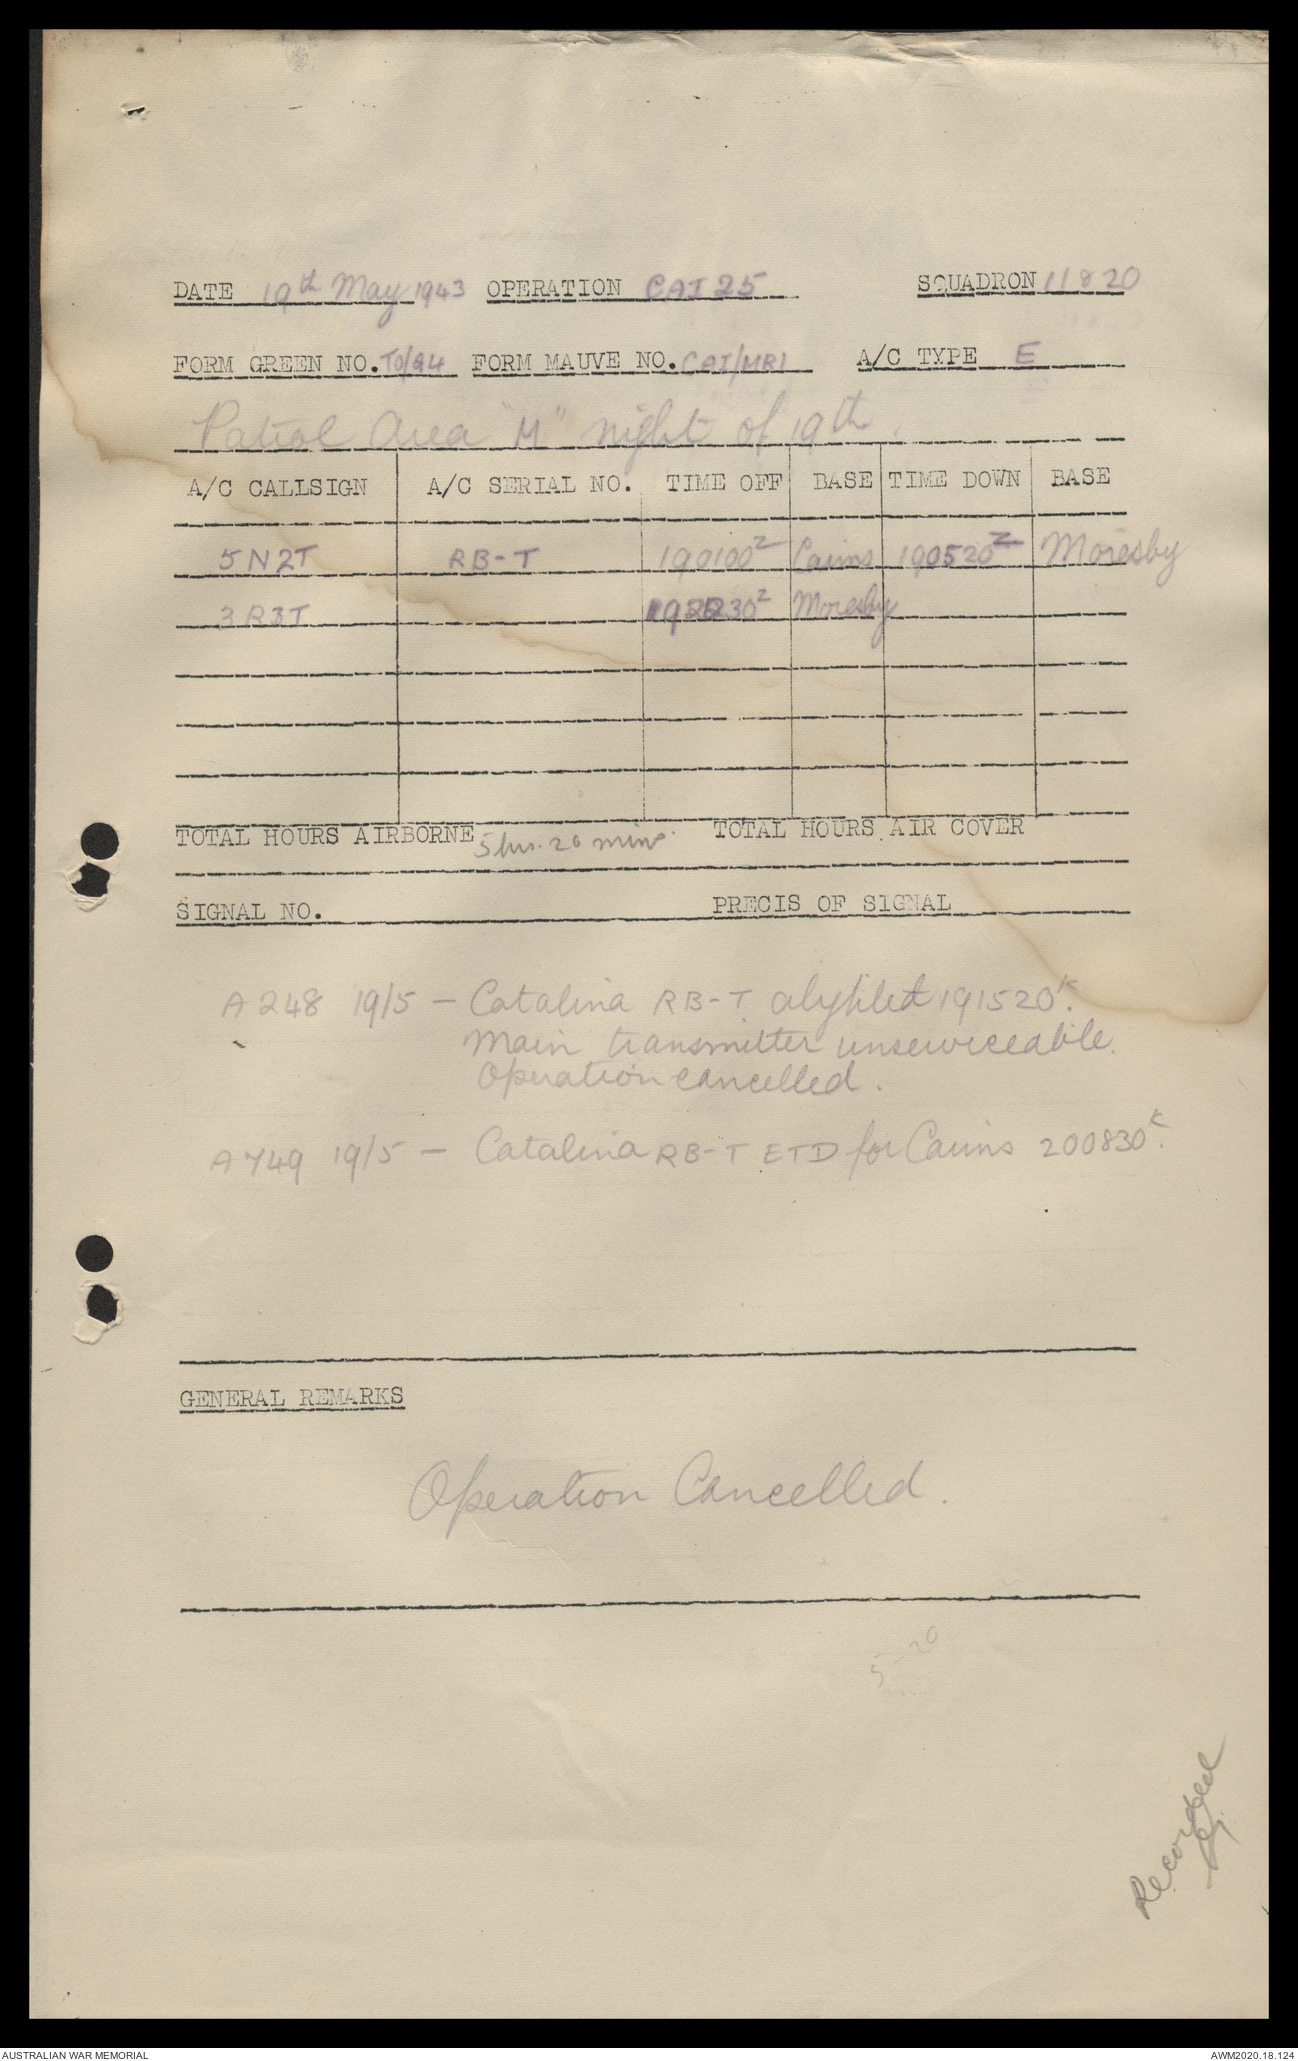 DATE 19th May 1943 OPERATION CAI 25 SQUADRON 11 & 20
FORM GREEN NO. TO/94 FORM MAUVE NO. CAI/MR1 A/C TYPE E
Patrol Area "M" night of 19th.
A/C CALLSIGN A/C SERIAL NO. TIME OFF BASE TIME DOWN BASE
5N2T RB-T 190100Z Cairns 190520Z Moresby
3R3T Moresby
TOTAL HOURS AIRBORNE 5 hrs. 20 mins. TOTAL HOURS AIR COVER
SIGNAL NO. PRECIS OF SIGNAL
A248 19/5 - Catalina RB-T 191520K.
Main transmitter unserviceable.
Operation cancelled.
A749 19/5 - Catalina RB-T ETD for Cairns 200830K.
GENERAL REMARKS
Operation Cancelled.
5-20
Recorded
AUSTRALIAN WAR MEMORIAL AWM2020.18.124